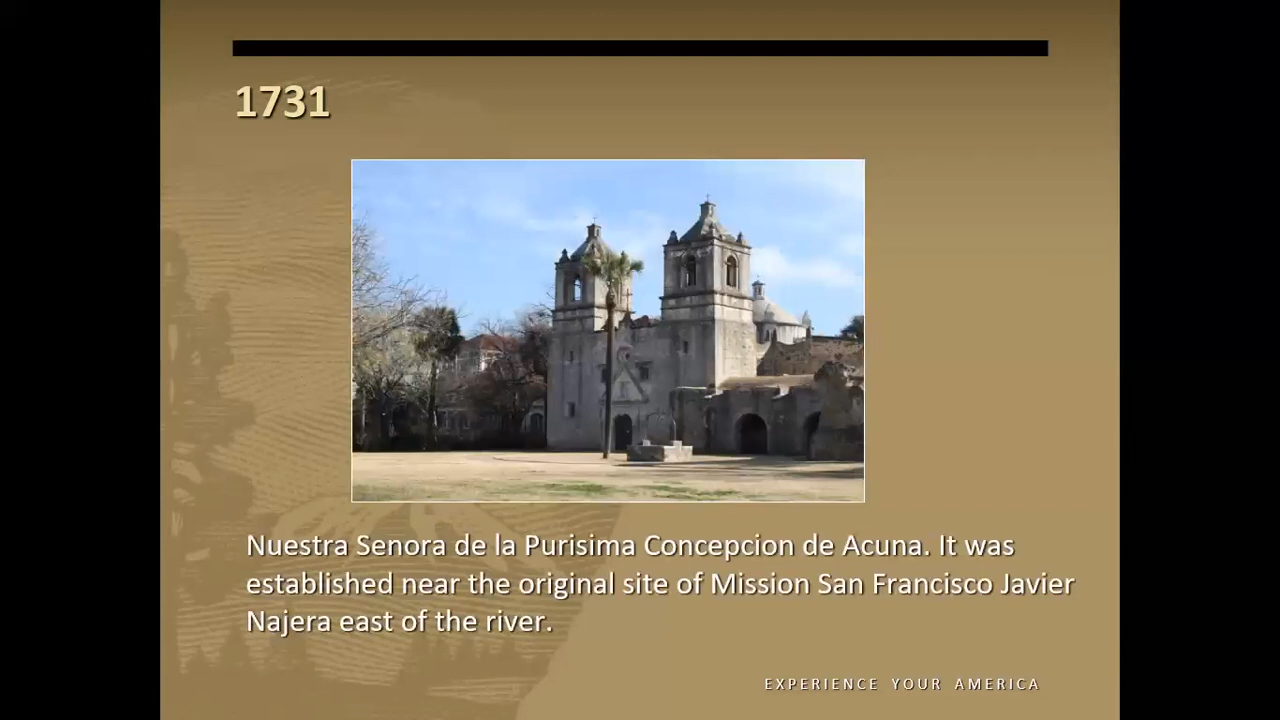 1731
Nuestra Senora de la Purisima Concepcion de Acuna. It was
established near the original site of Mission San Francisco Javier
Najera east of the river.
EXPERIENCE YOUR AMERICA